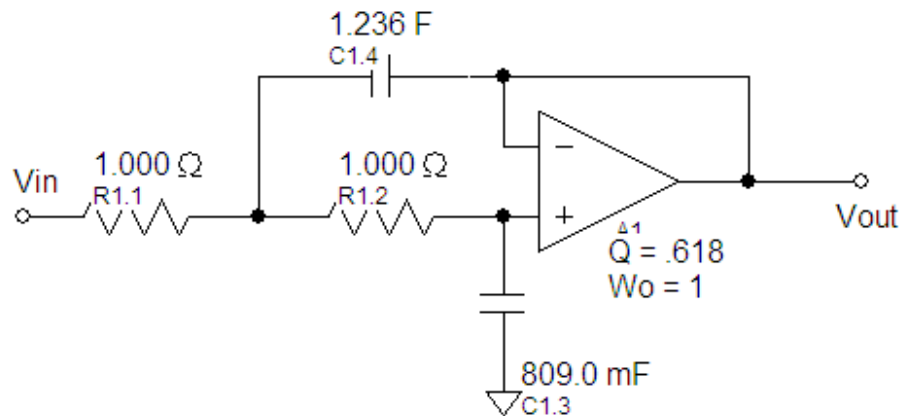 1.236 F
C1.4
1.000 Ω
1.000 Ω
Vin
R1.1
R1.2
−
+
Vout
Δ1
Q = .618
Wo = 1
809.0 mF
C1.3